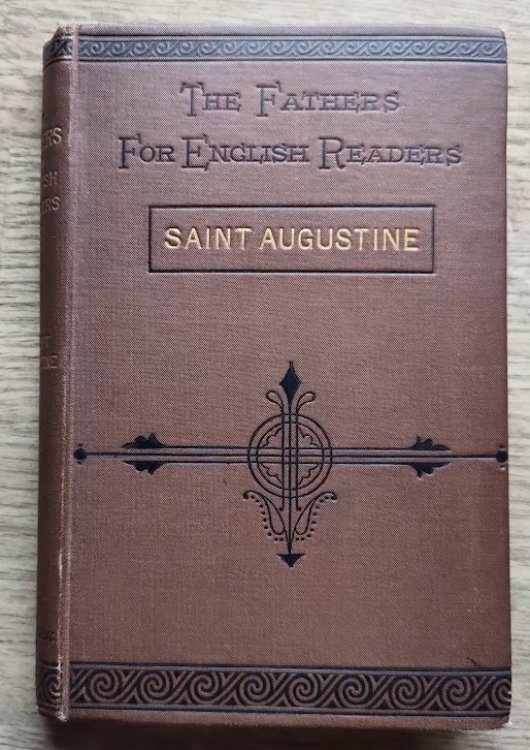 The Fathers
For English Readers
SAINT AUGUSTINE